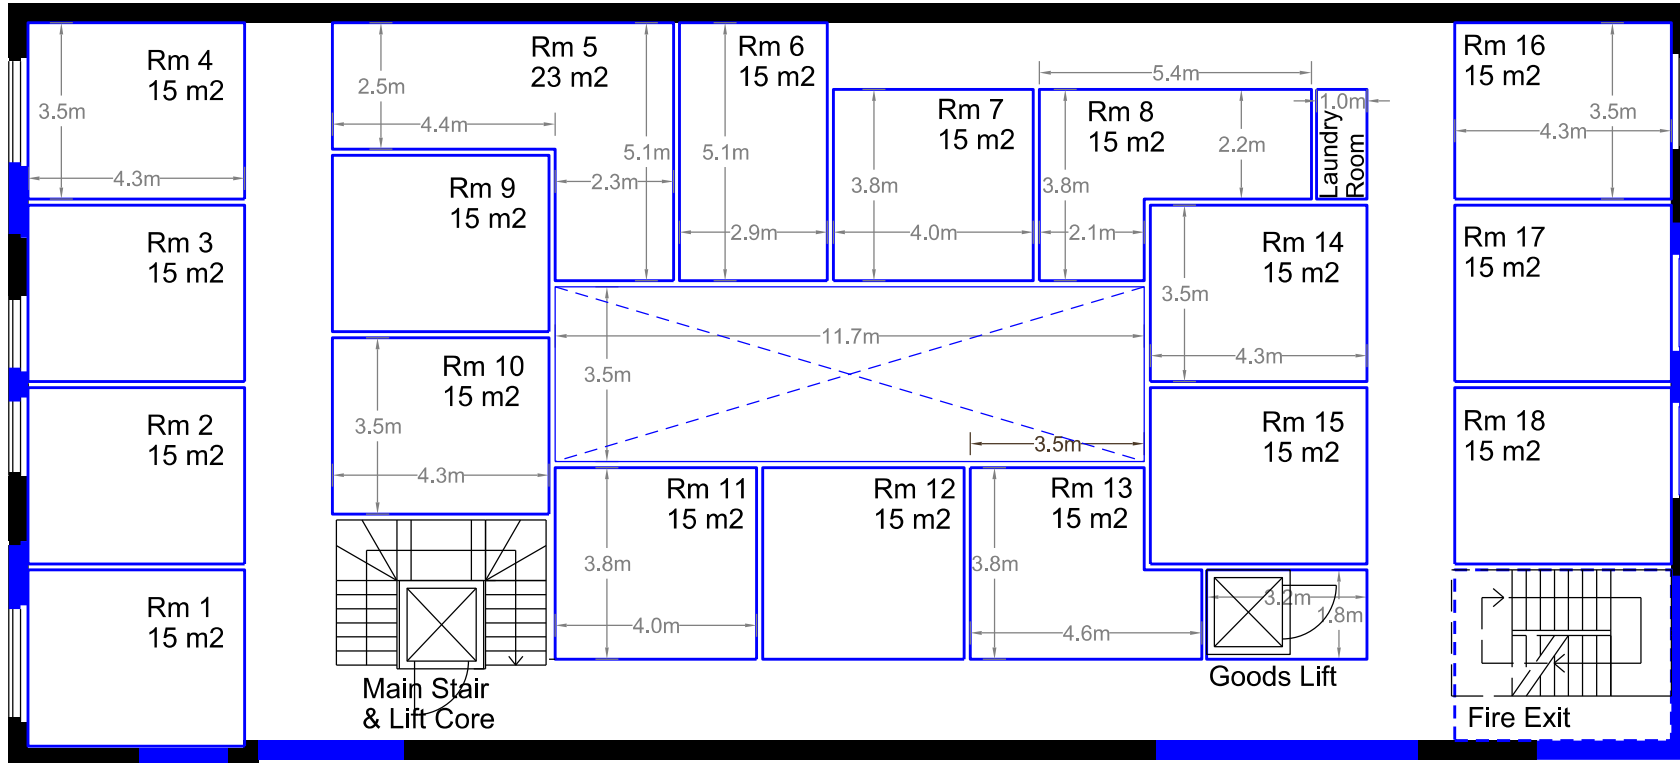 Rm 4
15 m2
3.5m
4.3m
Rm 3
15 m2
Rm 2
15 m2
Rm 1
15 m2
Rm 5
23 m2
2.5m
4.4m
5.1m
2.3m
Rm 6
15 m2
5.1m
2.9m
Rm 7
15 m2
3.8m
4.0m
5.4m
Rm 8
15 m2
3.8m
2.2m
2.1m
1.0m
Laundry
Room
Rm 9
15 m2
Rm 10
15 m2
3.5m
4.3m
11.7m
3.5m
3.5m
Rm 14
15 m2
3.5m
4.3m
Rm 15
15 m2
Rm 11
15 m2
3.8m
4.0m
Rm 12
15 m2
Rm 13
15 m2
3.8m
4.6m
3.2m
1.8m
Goods Lift
Main Stair
& Lift Core
Rm 16
15 m2
3.5m
4.3m
Rm 17
15 m2
Rm 18
15 m2
Fire Exit